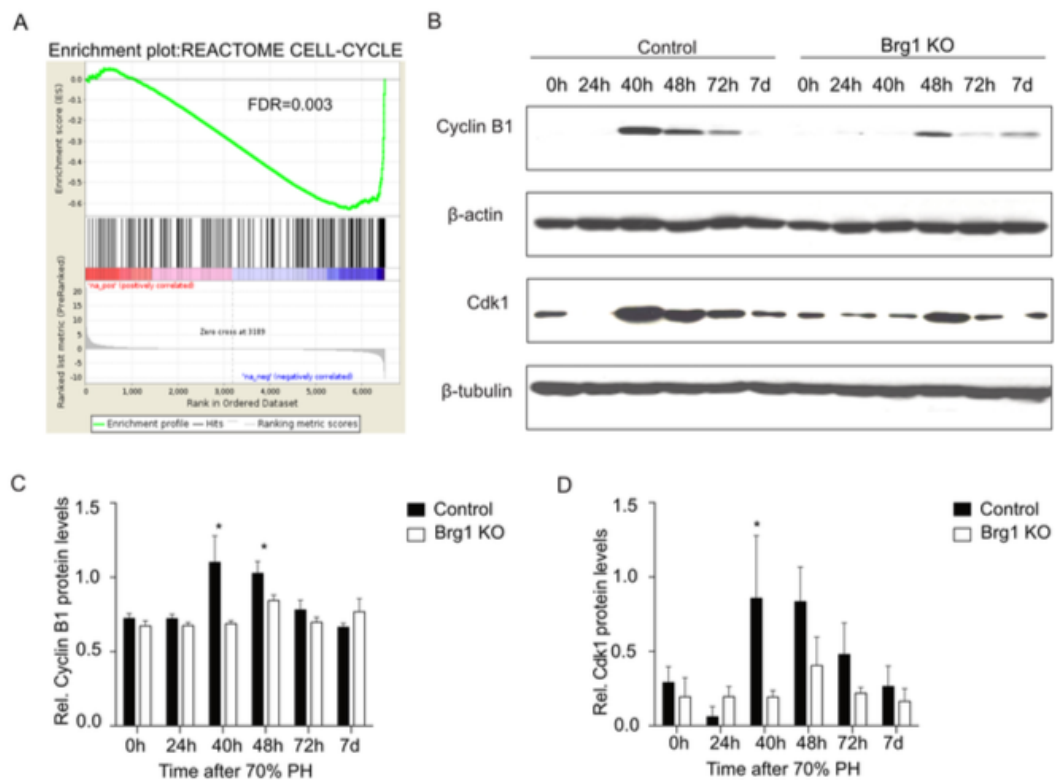 A
Enrichment plot:REACTOME CELL-CYCLE
FDR=0.003
Enrichment score (ES)
0.0
-0.1
-0.2
-0.3
-0.4
-0.5
-0.6
'na_pos' (positively correlated)
Ranked list metric (PreRanked)
20
15
10
5
0
-5
-10
Zero cross at 3189
'na_neg' (negatively correlated)
0 1,000 2,000 3,000 4,000 5,000 6,000
Rank in Ordered Dataset
Enrichment profile Hits Ranking metric scores
B
Control Brg1 KO
0h 24h 40h 48h 72h 7d 0h 24h 40h 48h 72h 7d
Cyclin B1
β-actin
Cdk1
β-tubulin
C
Rel. Cyclin B1 protein levels
1.5
1.0
0.5
0.0
* *
Control
Brg1 KO
0h 24h 40h 48h 72h 7d
Time after 70% PH
D
Rel. Cdk1 protein levels
1.5
1.0
0.5
0.0
*
Control
Brg1 KO
0h 24h 40h 48h 72h 7d
Time after 70% PH